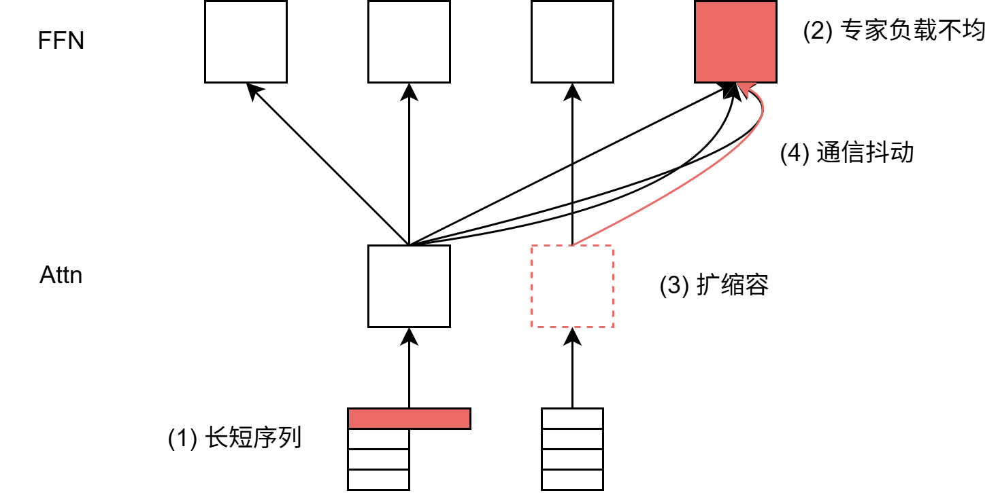 FFN
(2) 专家负载不均
(4) 通信抖动
Attn
(3) 扩缩容
(1) 长短序列